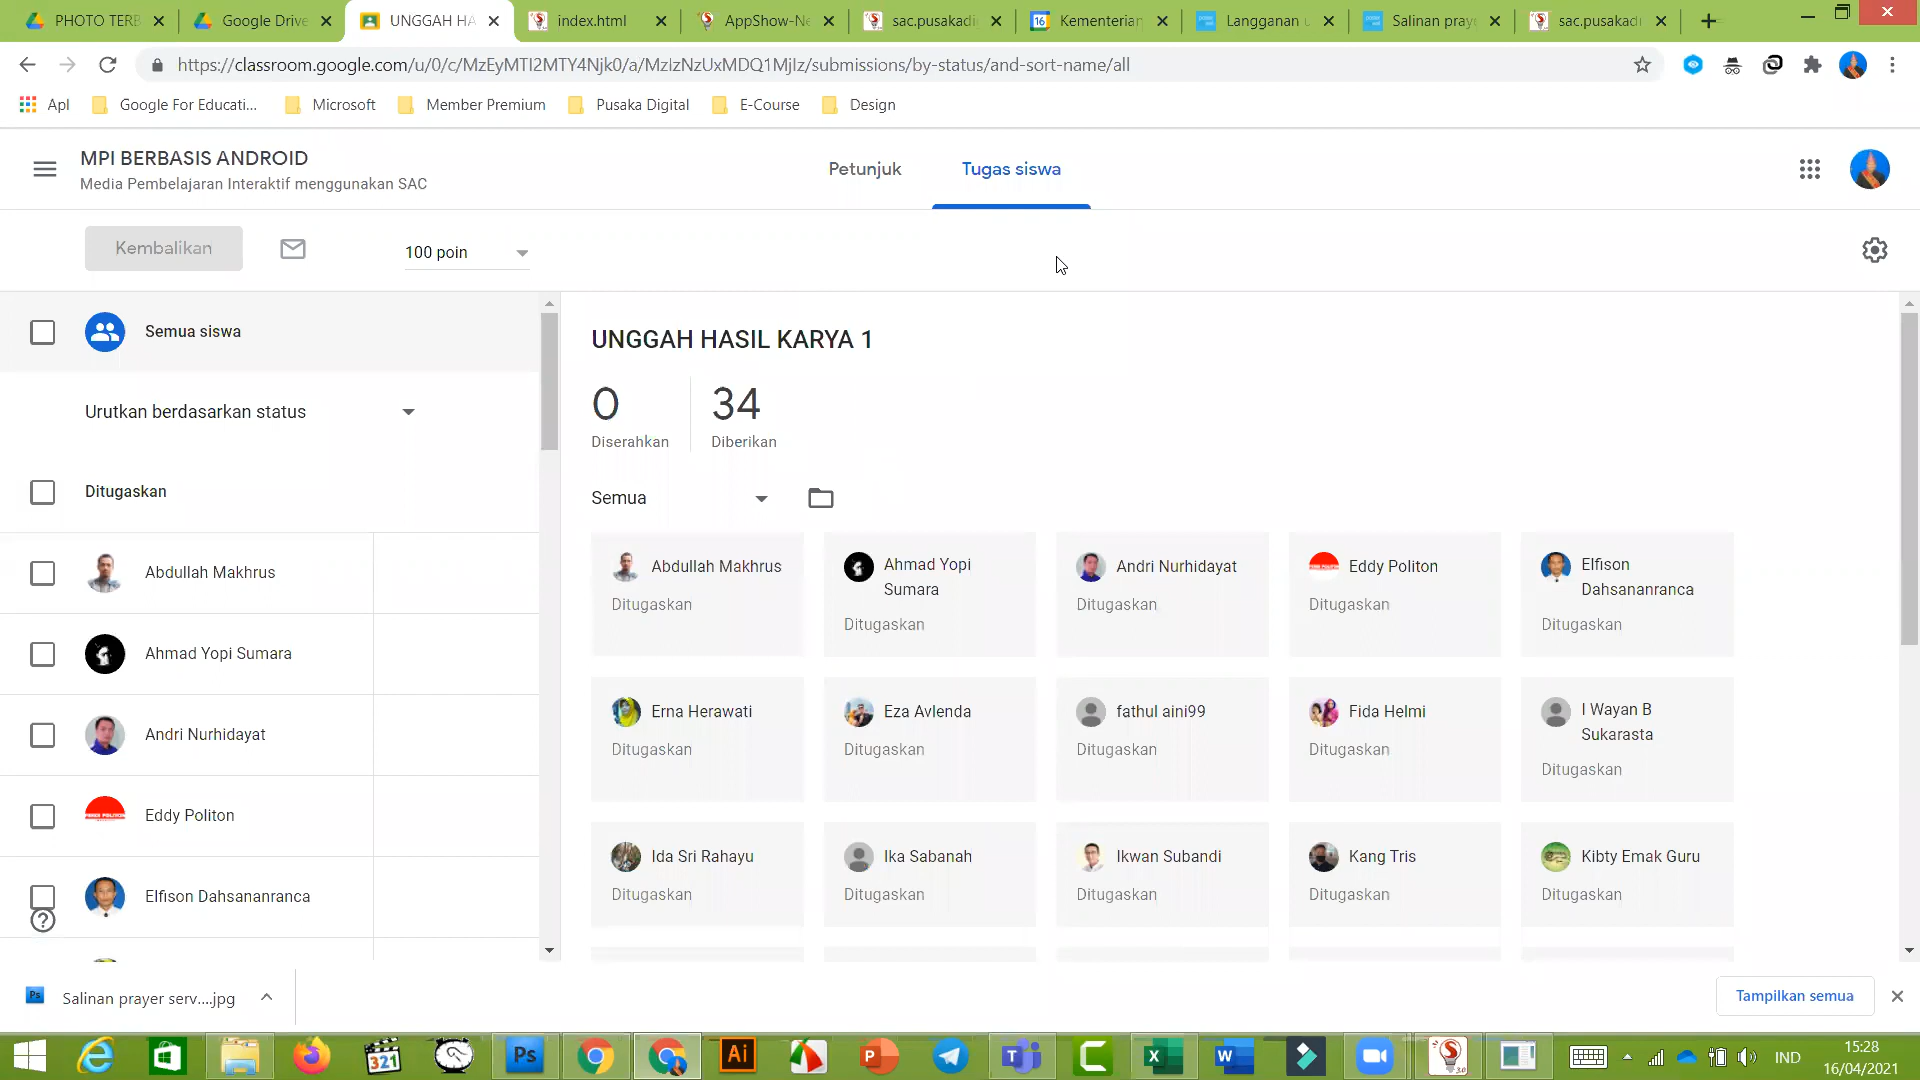 PHOTO TERB
Google Drive
UNGGAH HA
index.html
AppShow-Ne
sac.pusakadi
Kementerian
Langganan u
Salinan pray
sac.pusakadi
https://classroom.google.com/u/0/c/MzEyMTI2MTY4Njk0/a/MzIzNzUxMDQ1MjIz/submissions/by-status/and-sort-name/all
Apl
Google For Educati...
Microsoft
Member Premium
Pusaka Digital
E-Course
Design
MPI BERBASIS ANDROID
Media Pembelajaran Interaktif menggunakan SAC
Petunjuk
Tugas siswa
Kembalikan
100 poin
Semua siswa
Urutkan berdasarkan status
Ditugaskan
Abdullah Makhrus
Ahmad Yopi Sumara
Andri Nurhidayat
Eddy Politon
Elfison Dahsananranca
UNGGAH HASIL KARYA 1
0
Diserahkan
34
Diberikan
Semua
Abdullah Makhrus
Ditugaskan
Ahmad Yopi
Sumara
Ditugaskan
Andri Nurhidayat
Ditugaskan
Eddy Politon
Ditugaskan
Elfison
Dahsananranca
Ditugaskan
Erna Herawati
Ditugaskan
Eza Avlenda
Ditugaskan
fathul aini99
Ditugaskan
Fida Helmi
Ditugaskan
I Wayan B
Sukarasta
Ditugaskan
Ida Sri Rahayu
Ditugaskan
Ika Sabanah
Ditugaskan
Ikwan Subandi
Ditugaskan
Kang Tris
Ditugaskan
Kibty Emak Guru
Ditugaskan
Salinan prayer serv....jpg
Tampilkan semua
IND
15:28
16/04/2021